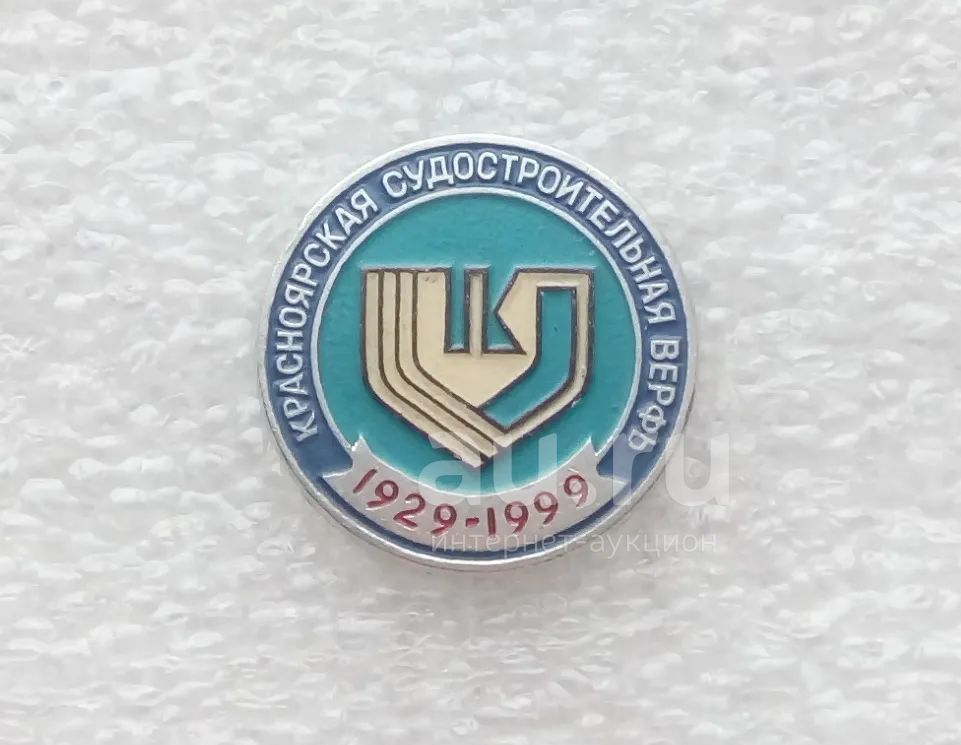 КРАСНОЯРСКАЯ СУДОСТРОИТЕЛЬНАЯ ВЕРФЬ
1929-1999
au.ru
интернет-аукцион